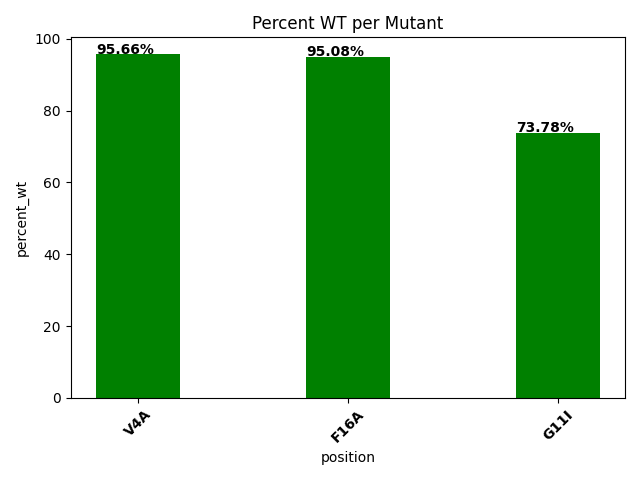 Percent WT per Mutant
percent_wt
100
80
60
40
20
0
95.66%
95.08%
73.78%
V4A
F16A
G11I
position